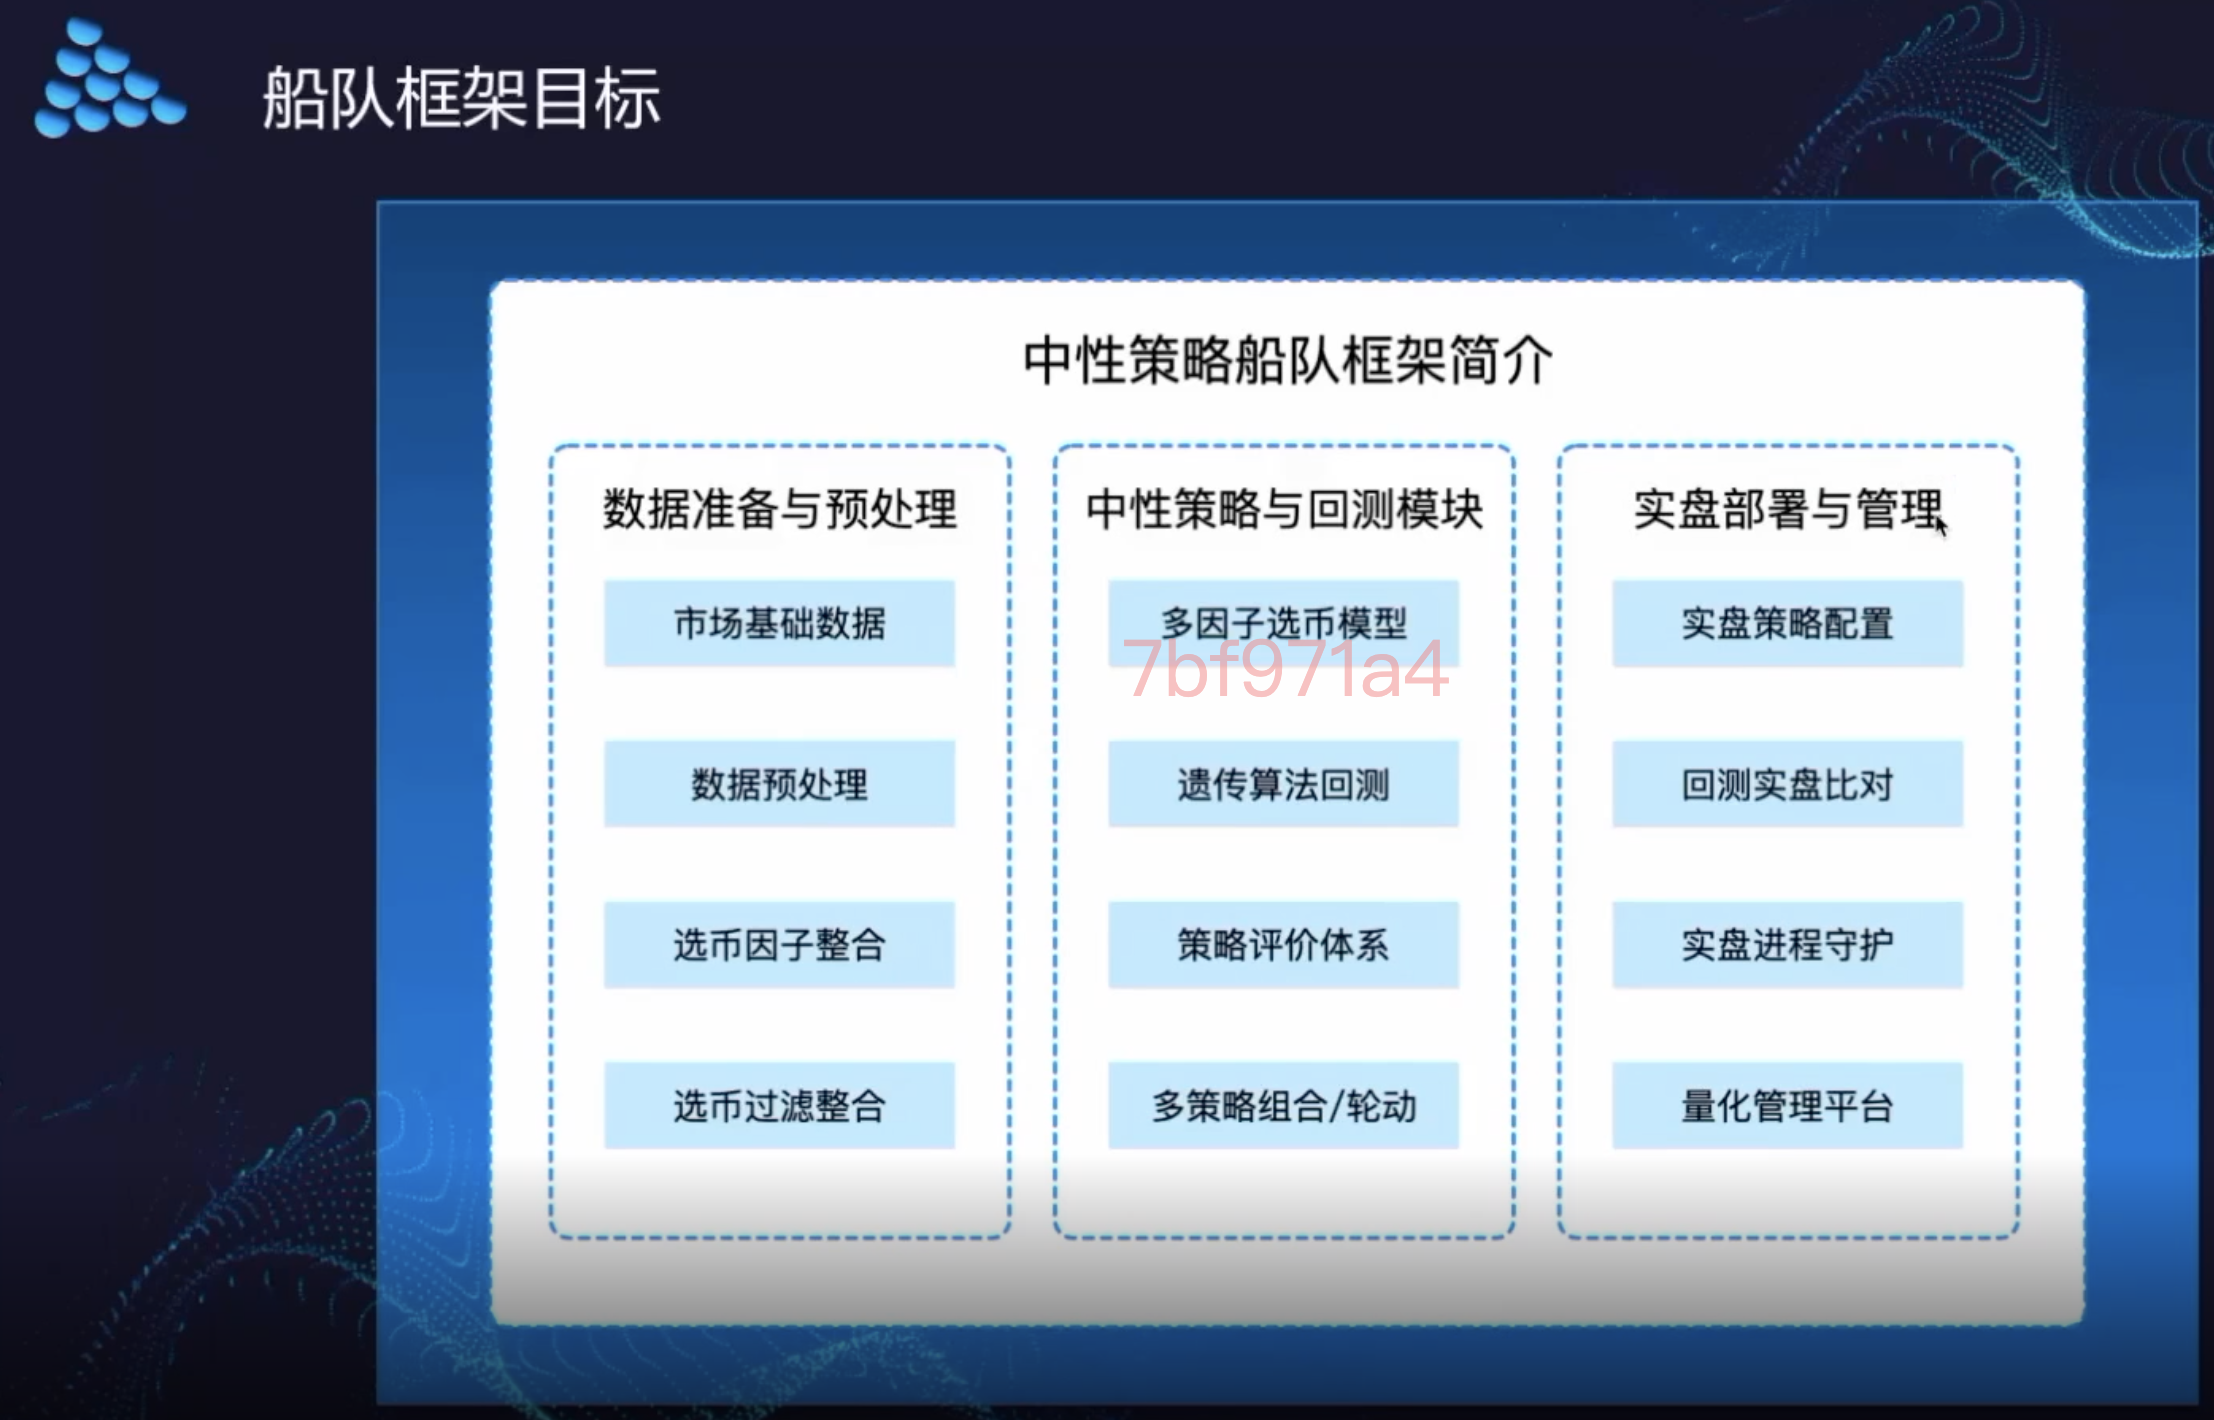 船队框架目标
中性策略船队框架简介
数据准备与预处理
市场基础数据
数据预处理
选币因子整合
选币过滤整合
中性策略与回测模块
多因子选币模型
7bf971a4
遗传算法回测
策略评价体系
多策略组合/轮动
实盘部署与管理
实盘策略配置
回测实盘比对
实盘进程守护
量化管理平台